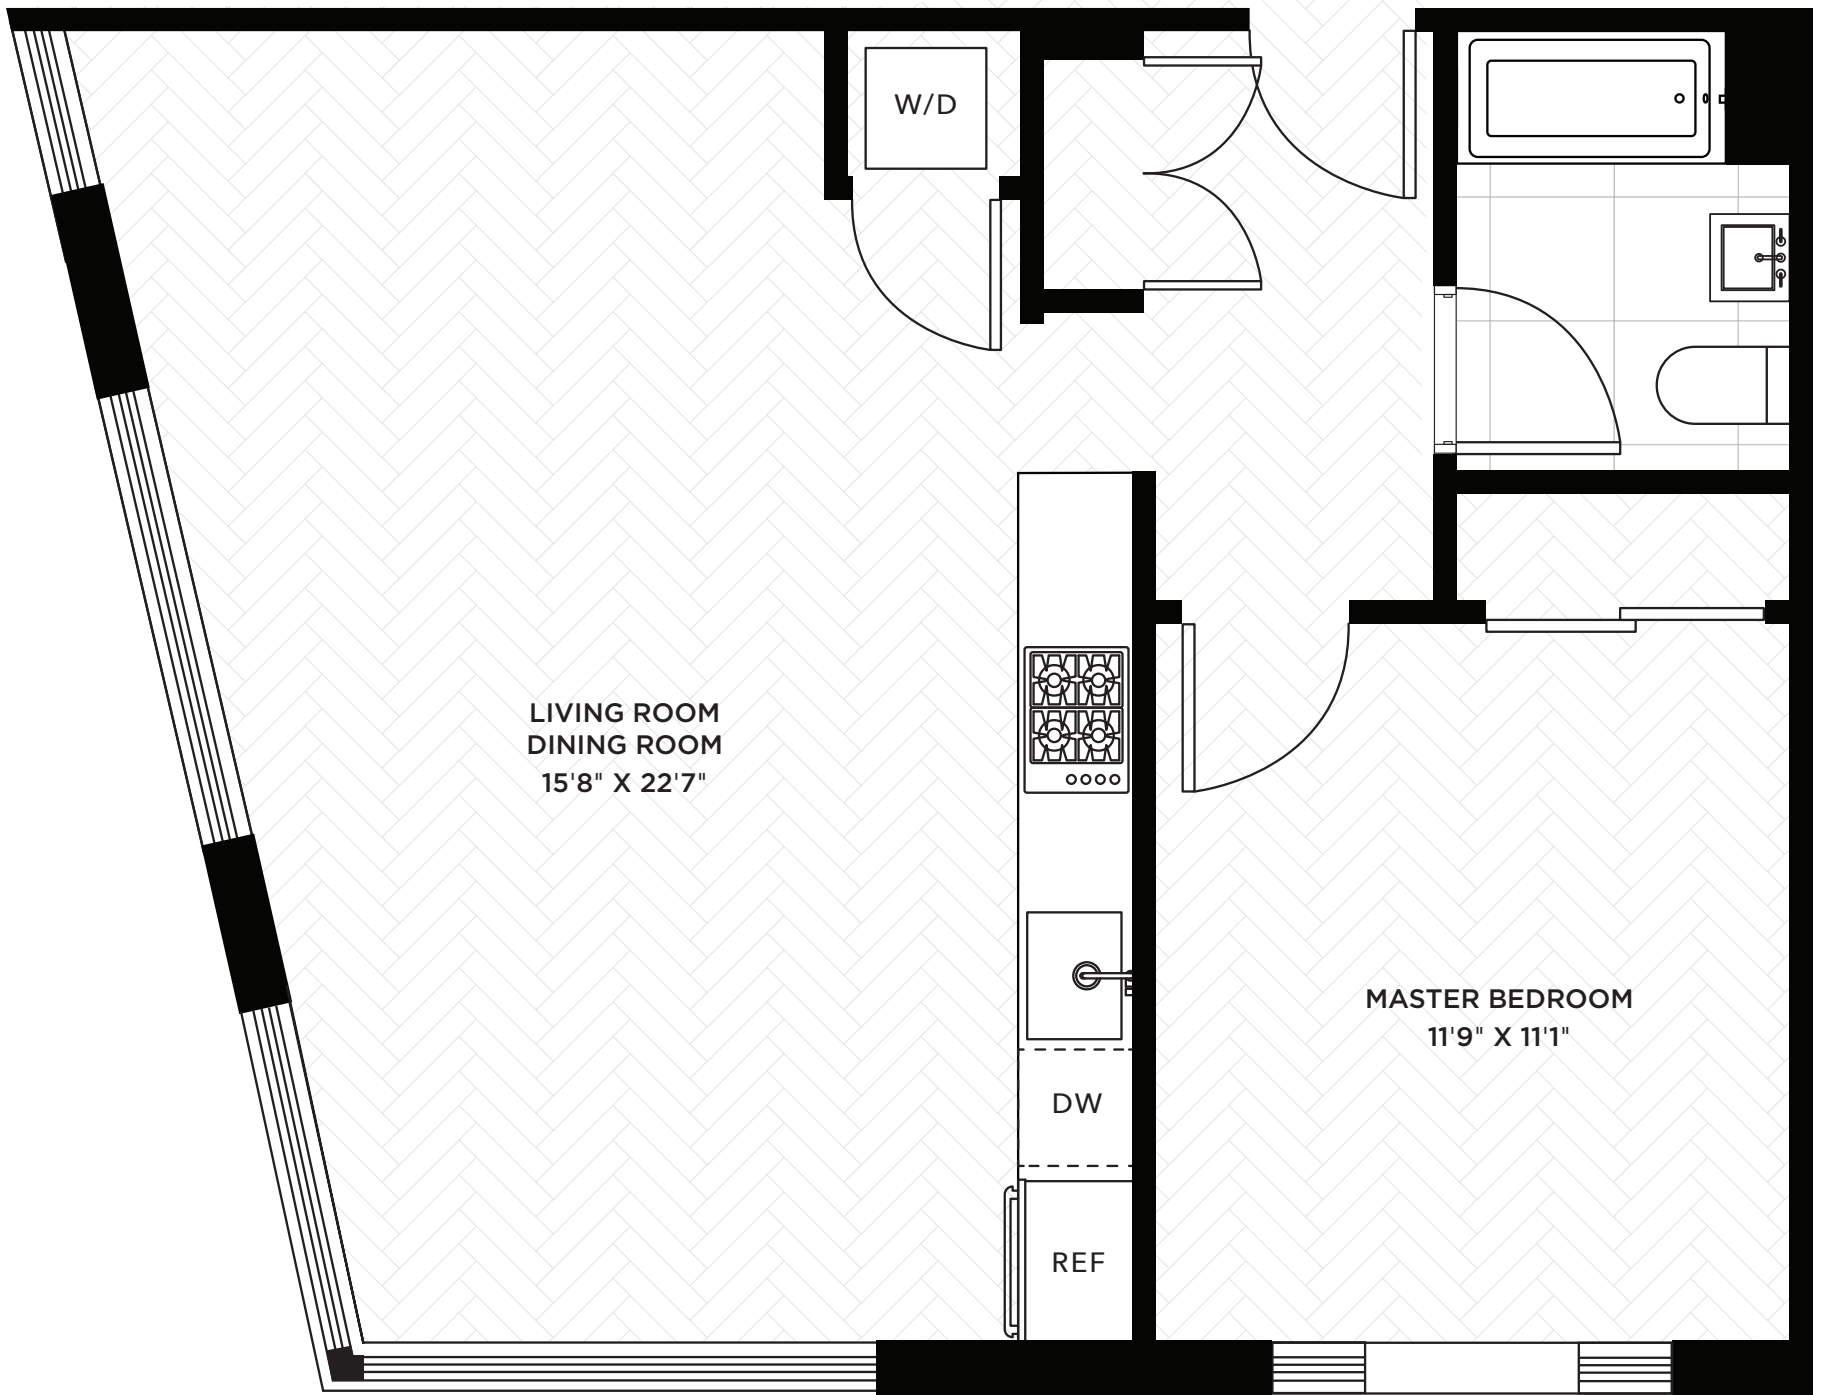 W/D
LIVING ROOM
DINING ROOM
15'8" X 22'7"
MASTER BEDROOM
11'9" X 11'1"
DW
REF